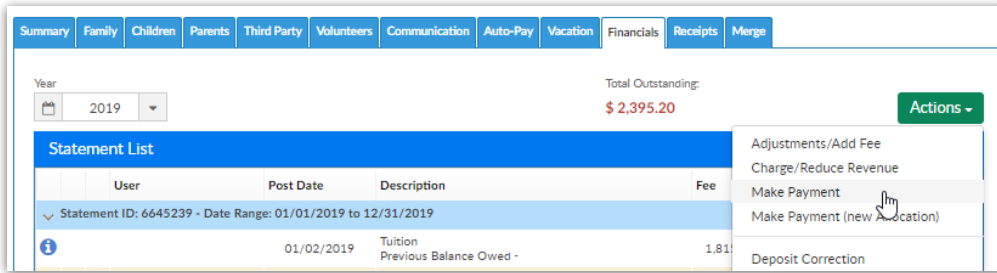 Summary Family Children Parents Third Party Volunteers Communication Auto-Pay Vacation Financials Receipts Merge
Year
Total Outstanding:
2019
$ 2,395.20
Actions
Statement List
Adjustments/Add Fee
Charge/Reduce Revenue
User Post Date Description Fee
Make Payment
Statement ID: 6645239 - Date Range: 01/01/2019 to 12/31/2019
Make Payment (new Allocation)
01/02/2019 Tuition
Previous Balance Owed -
1,81
Deposit Correction